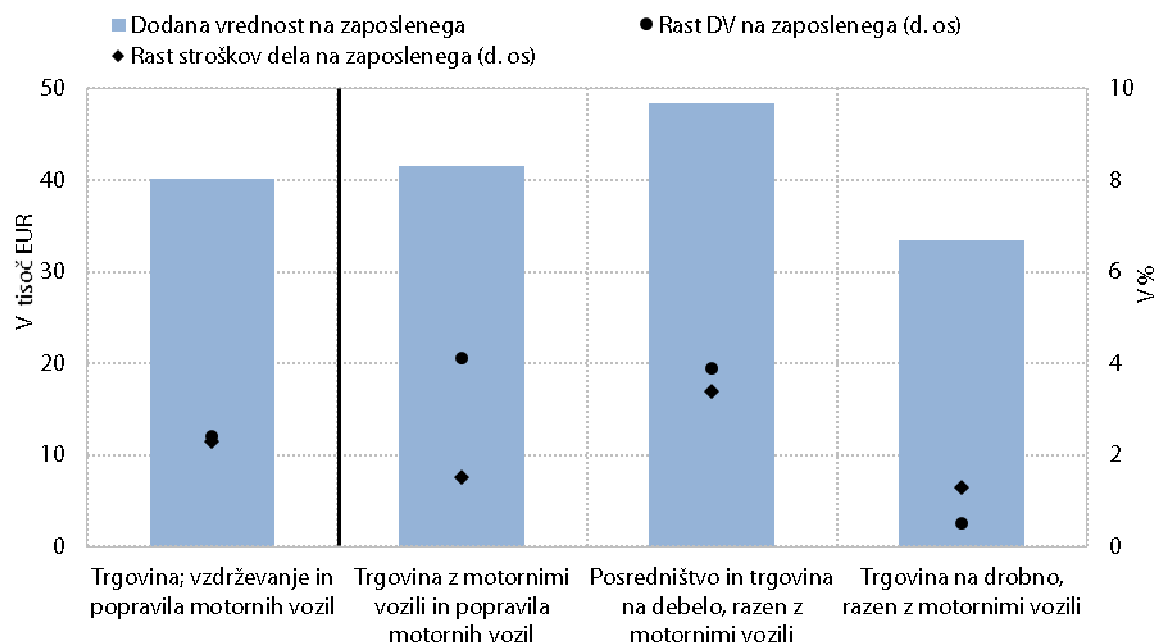 Dodana vrednost na zaposlenega
Rast DV na zaposlenega (d. os)
Rast stroškov dela na zaposlenega (d. os)
50
40
30
20
10
0
V tisoč EUR
10
8
6
4
2
0
V %
Trgovina; vzdrževanje in
popravila motornih vozil
Trgovina z motornimi
vozili in popravila
motornih vozil
Posredništvo in trgovina
na debelo, razen z
motornimi vozili
Trgovina na drobno,
razen z motornimi vozili